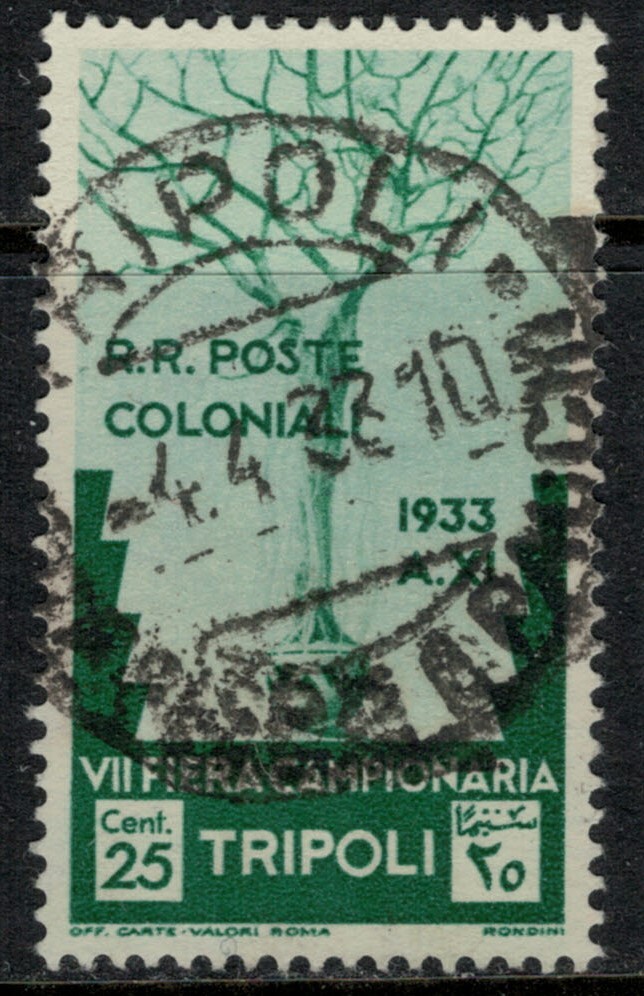 TRIPOLI
R.R. POSTE
COLONIALI
-4.4 33 10
1933
A. XI
VII FIERA CAMPIONARIA
Cent.
25
TRIPOLI
سنتيما
٢٥
OFF. CARTE-VALORI ROMA
RONDINI